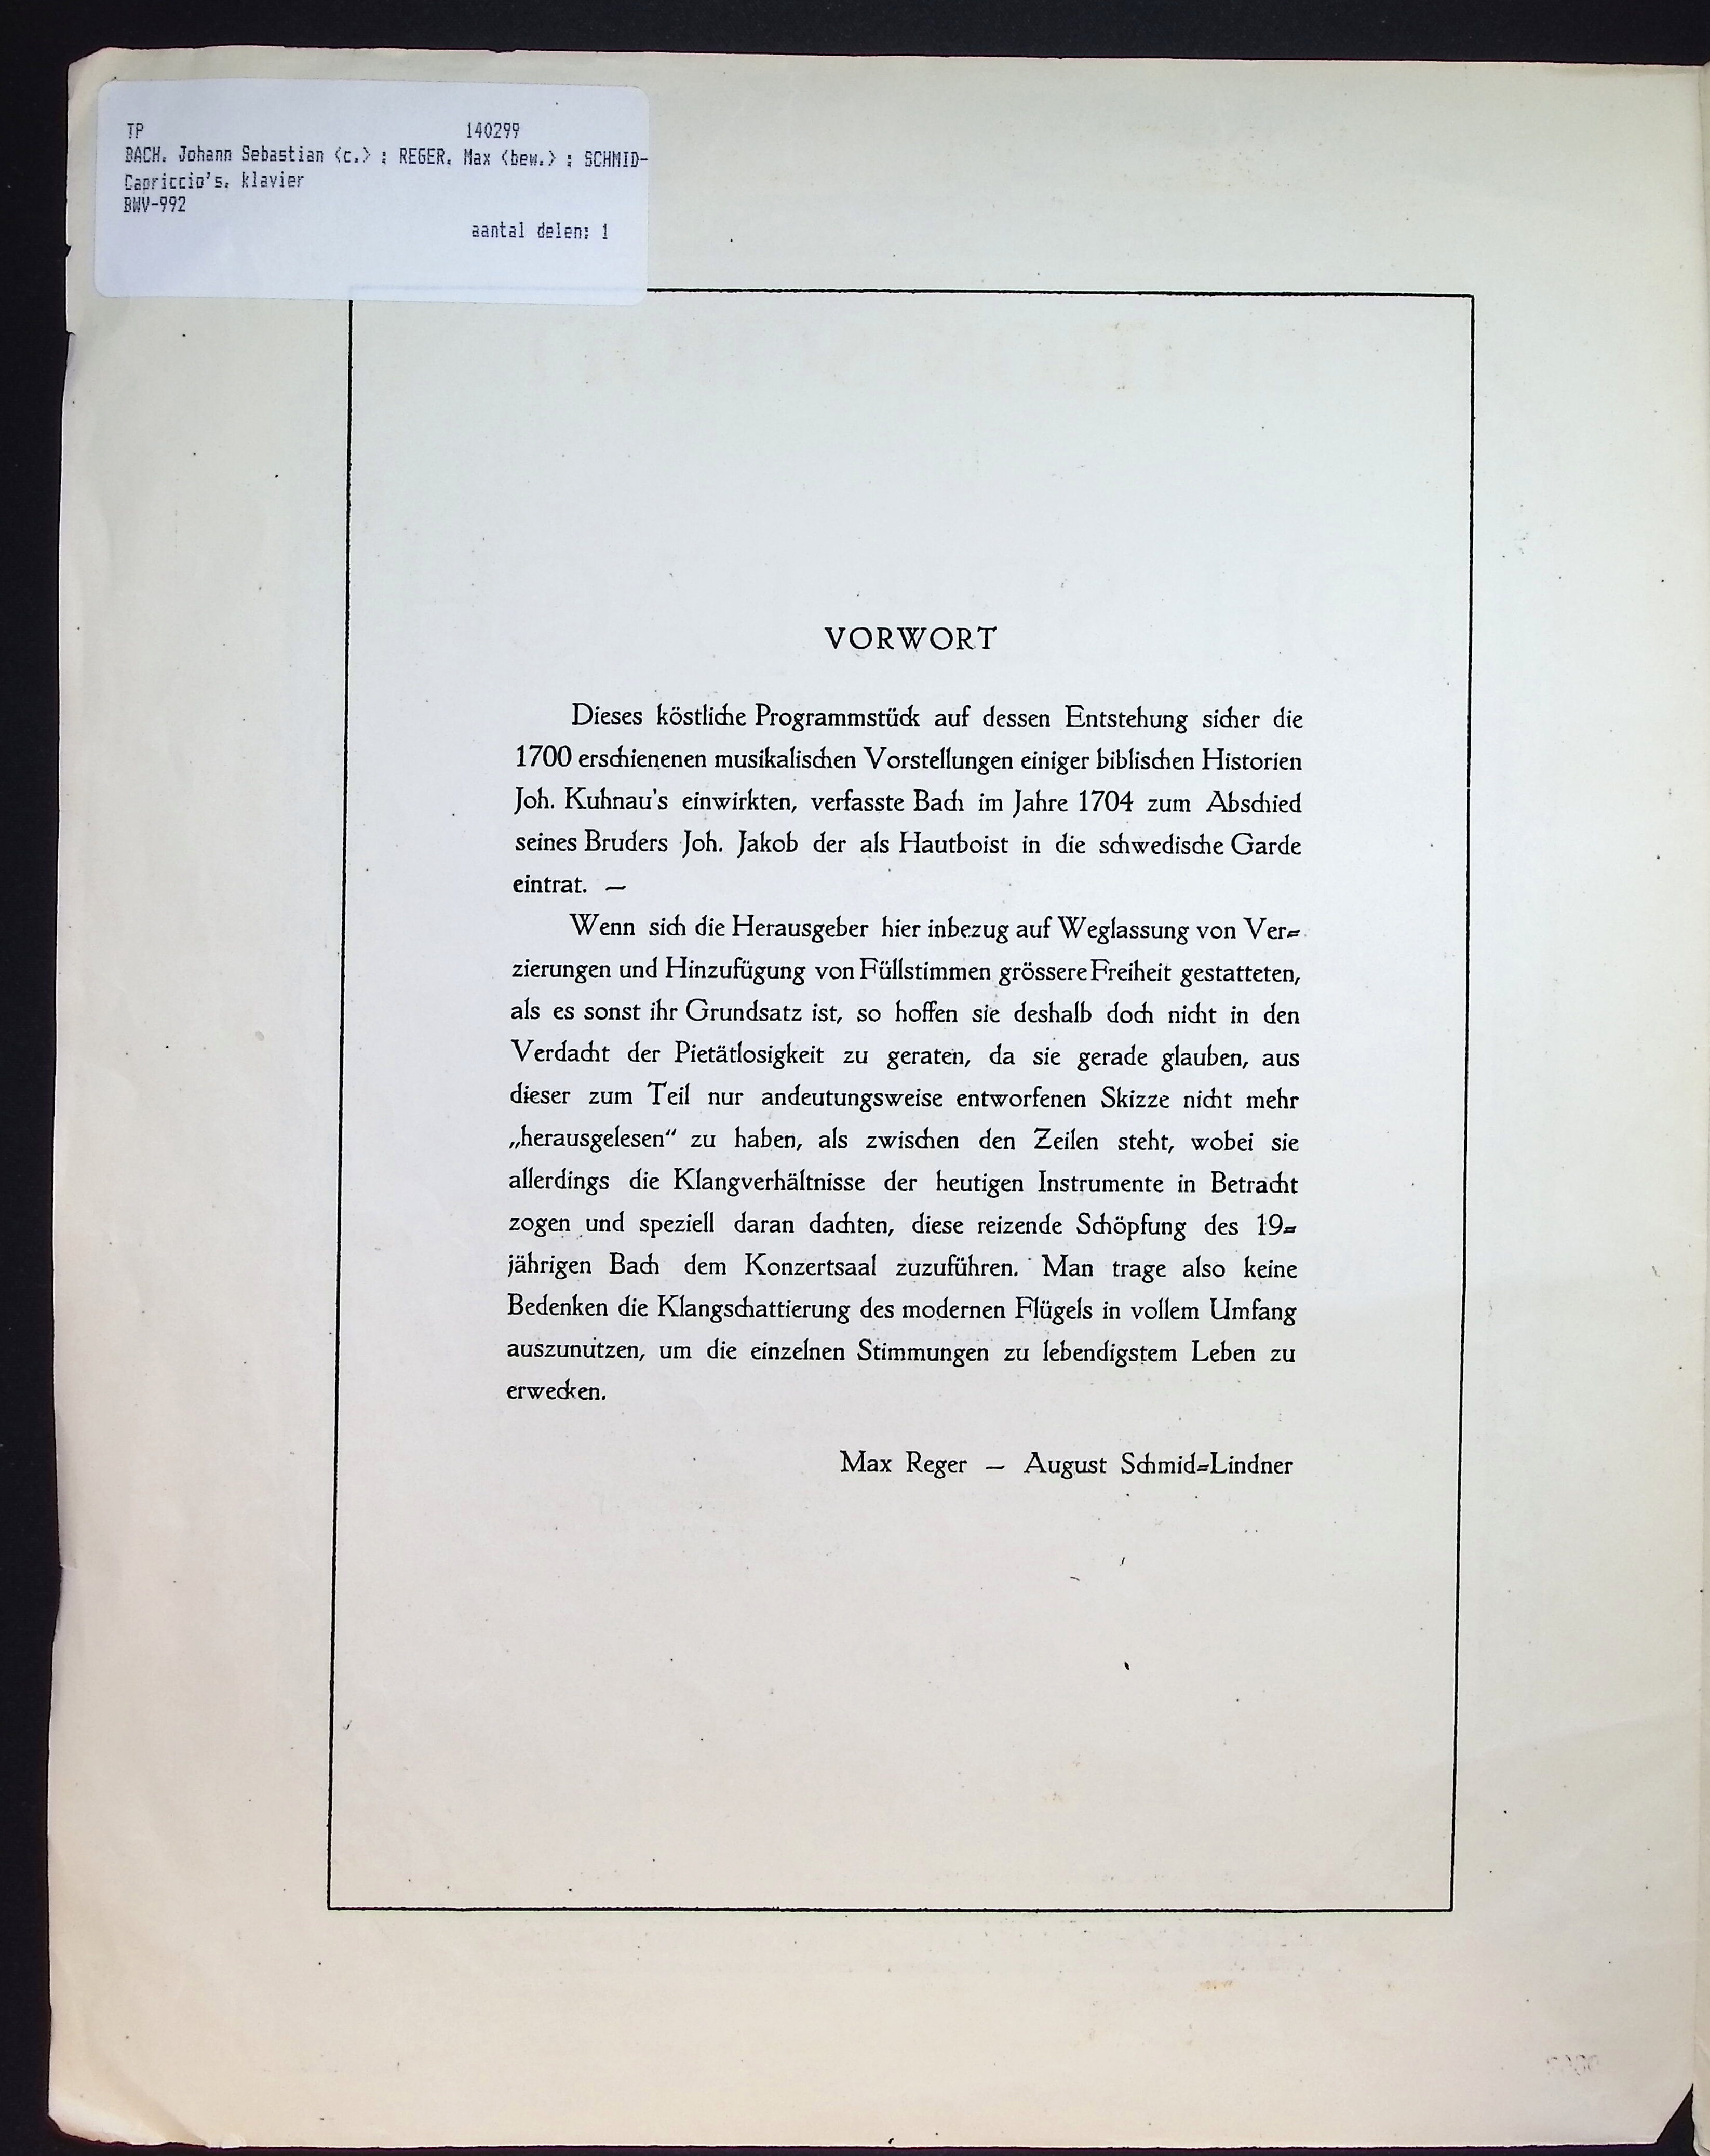 TP 140299
BACH, Johann Sebastian <c.> ; REGER, Max <bew.> ; SCHMID-
Capriccio's, klavier
BWV-992
aantal delen: 1
VORWORT
Dieses köstliche Programmstück auf dessen Entstehung sicher die
1700 erschienenen musikalischen Vorstellungen einiger biblischen Historien
Joh. Kuhnau's einwirkten, verfasste Bach im Jahre 1704 zum Abschied
seines Bruders Joh. Jakob der als Hautboist in die schwedische Garde
eintrat. —
Wenn sich die Herausgeber hier inbezug auf Weglassung von Ver=
zierungen und Hinzufügung von Füllstimmen grössere Freiheit gestatteten,
als es sonst ihr Grundsatz ist, so hoffen sie deshalb doch nicht in den
Verdacht der Pietätlosigkeit zu geraten, da sie gerade glauben, aus
dieser zum Teil nur andeutungsweise entworfenen Skizze nicht mehr
„herausgelesen“ zu haben, als zwischen den Zeilen steht, wobei sie
allerdings die Klangverhältnisse der heutigen Instrumente in Betracht
zogen und speziell daran dachten, diese reizende Schöpfung des 19=
jährigen Bach dem Konzertsaal zuzuführen. Man trage also keine
Bedenken die Klangschattierung des modernen Flügels in vollem Umfang
auszunützen, um die einzelnen Stimmungen zu lebendigstem Leben zu
erwecken.
Max Reger — August Schmid=Lindner